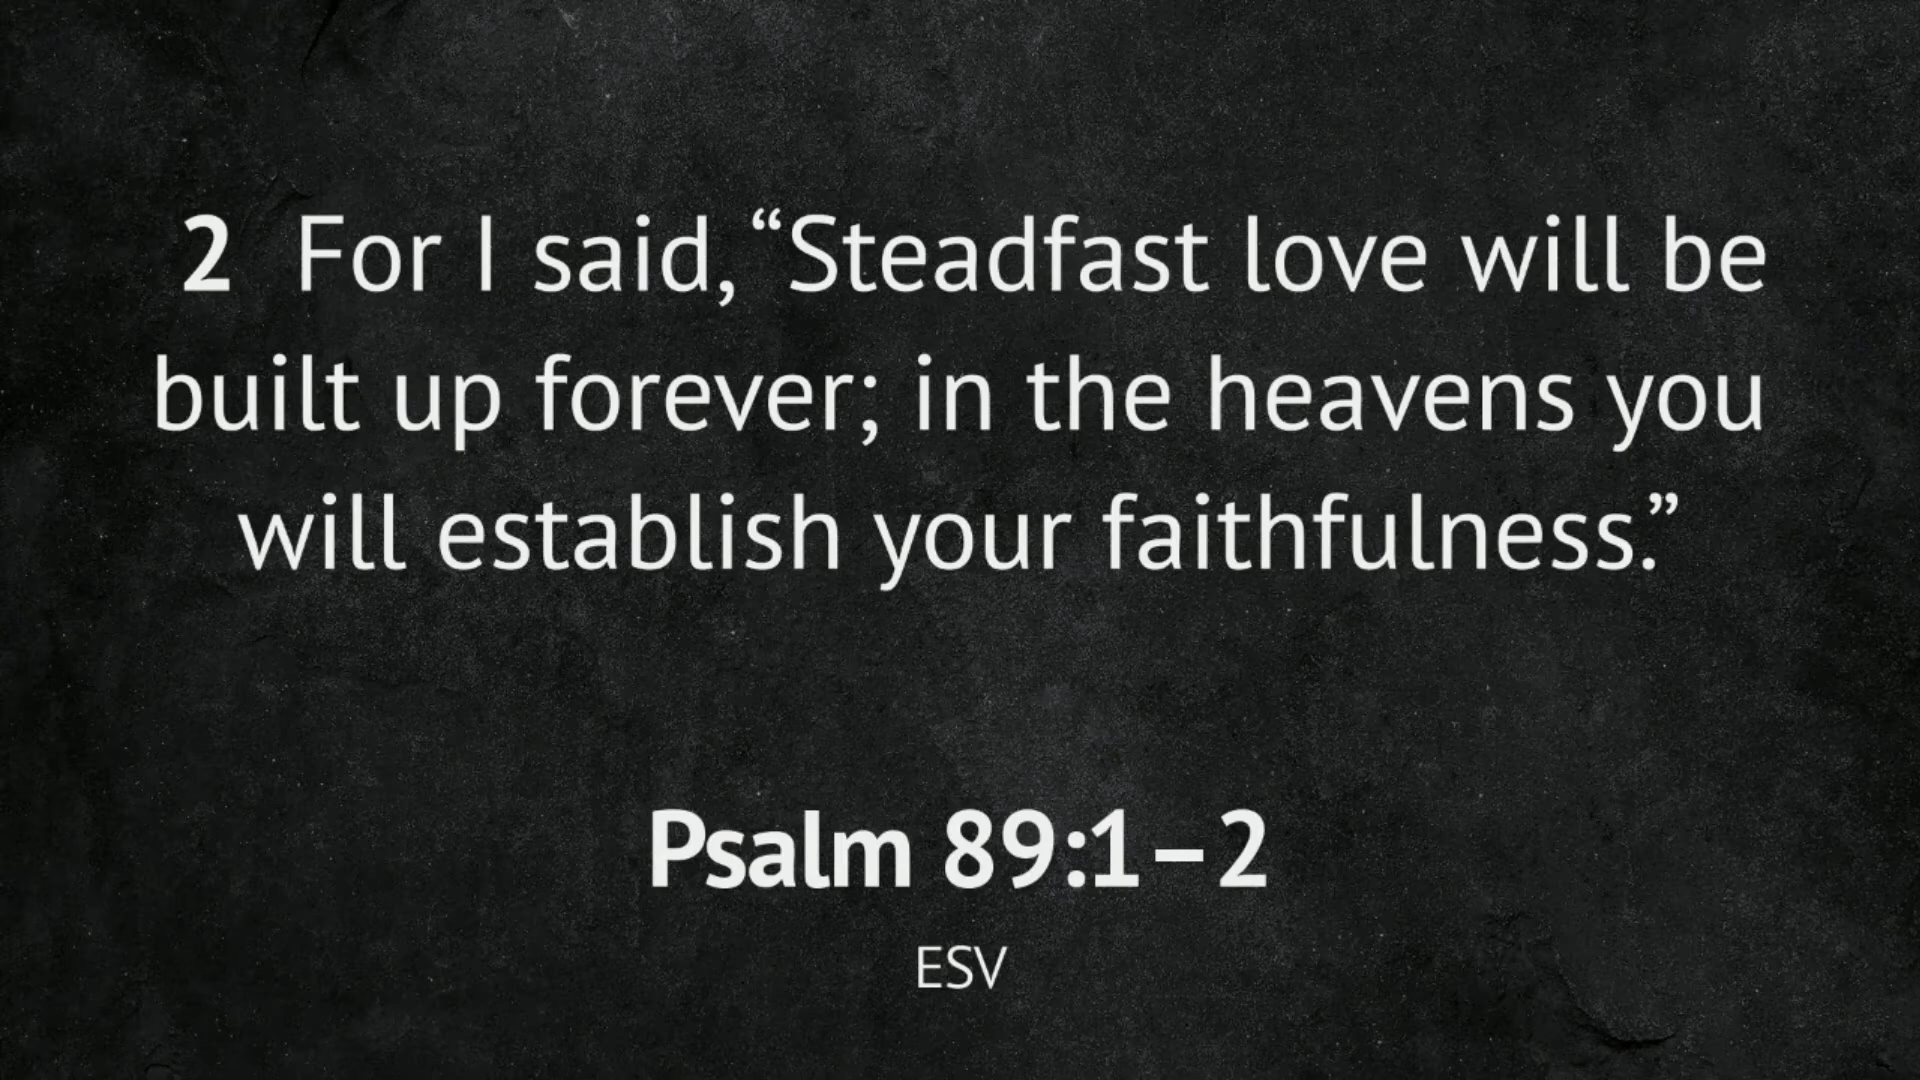 2 For I said, “Steadfast love will be
built up forever; in the heavens you
will establish your faithfulness.”
Psalm 89:1–2
ESV